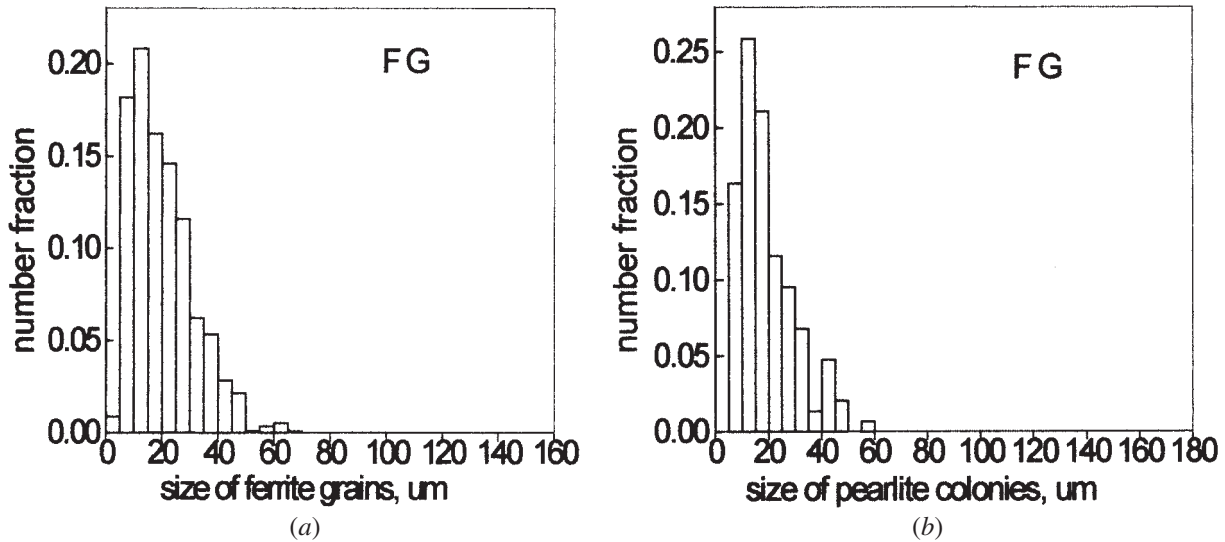 FG
number fraction
0.20
0.15
0.10
0.05
0.00
0 20 40 60 80 100 120 140 160
size of ferrite grains, um
(a)
FG
number fraction
0.25
0.20
0.15
0.10
0.05
0.00
0 20 40 60 80 100 120 140 160 180
size of pearlite colonies, um
(b)